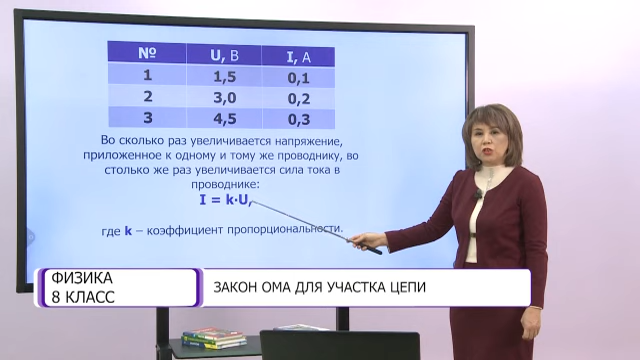 № U, В I, А
1 1,5 0,1
2 3,0 0,2
3 4,5 0,3
Во сколько раз увеличивается напряжение,
приложенное к одному и тому же проводнику, во
столько же раз увеличивается сила тока в
проводнике:
I = k·U,
где k – коэффициент пропорциональности.
ФИЗИКА
8 КЛАСС
ЗАКОН ОМА ДЛЯ УЧАСТКА ЦЕПИ